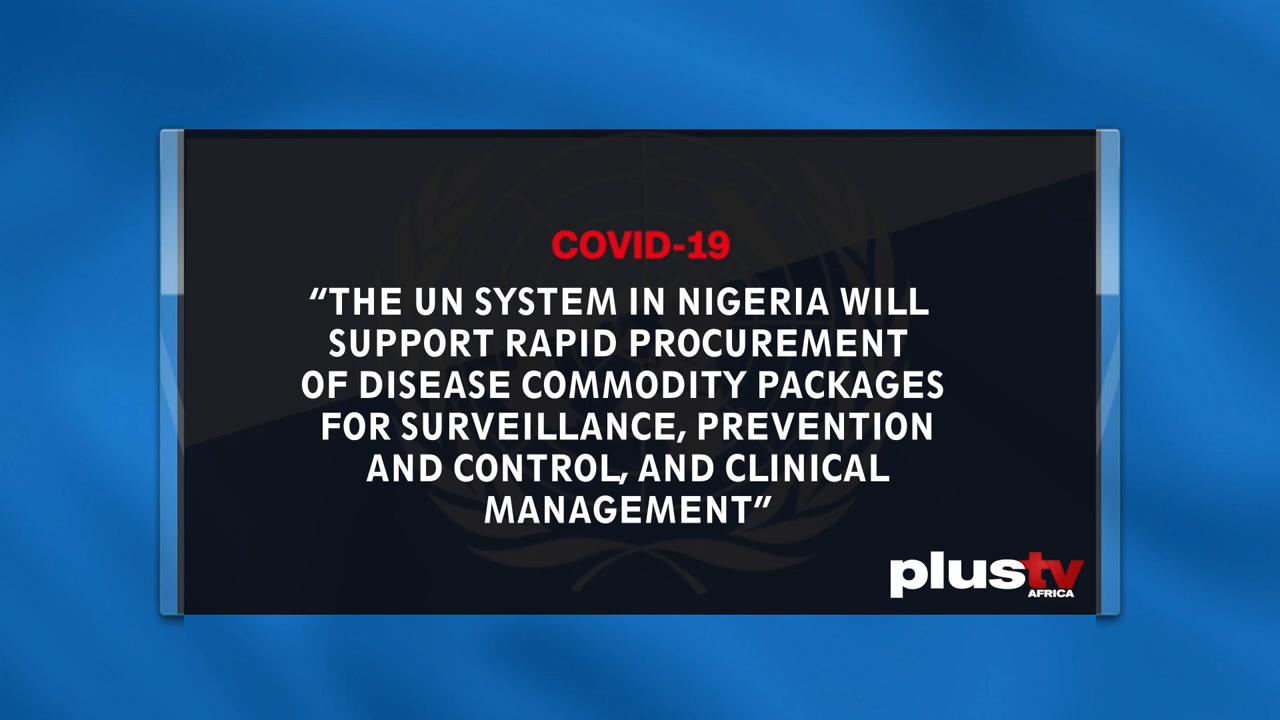 COVID-19
“THE UN SYSTEM IN NIGERIA WILL
SUPPORT RAPID PROCUREMENT
OF DISEASE COMMODITY PACKAGES
FOR SURVEILLANCE, PREVENTION
AND CONTROL, AND CLINICAL
MANAGEMENT”
plustv
AFRICA